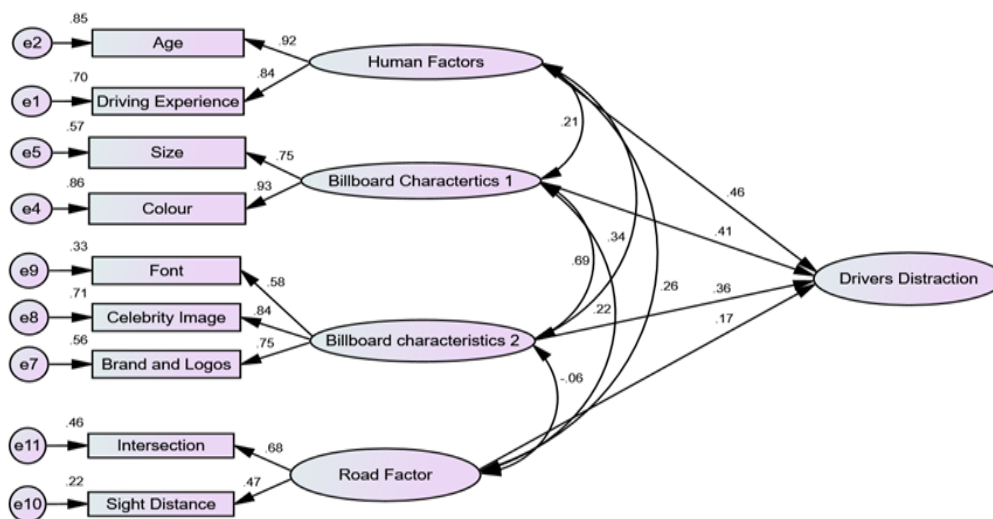 .85
e2
Age
.92
Human Factors
.70
e1
Driving Experience
.84
.57
e5
Size
.75
.21
Billboard Charactertics 1
.86
e4
Colour
.93
.46
.41
.34
.69
.26
.22
.36
.17
Drivers Distraction
.33
e9
Font
.58
.71
e8
Celebrity Image
.84
Billboard characteristics 2
.56
e7
Brand and Logos
.75
-.06
.46
e11
Intersection
.68
Road Factor
.22
e10
Sight Distance
.47